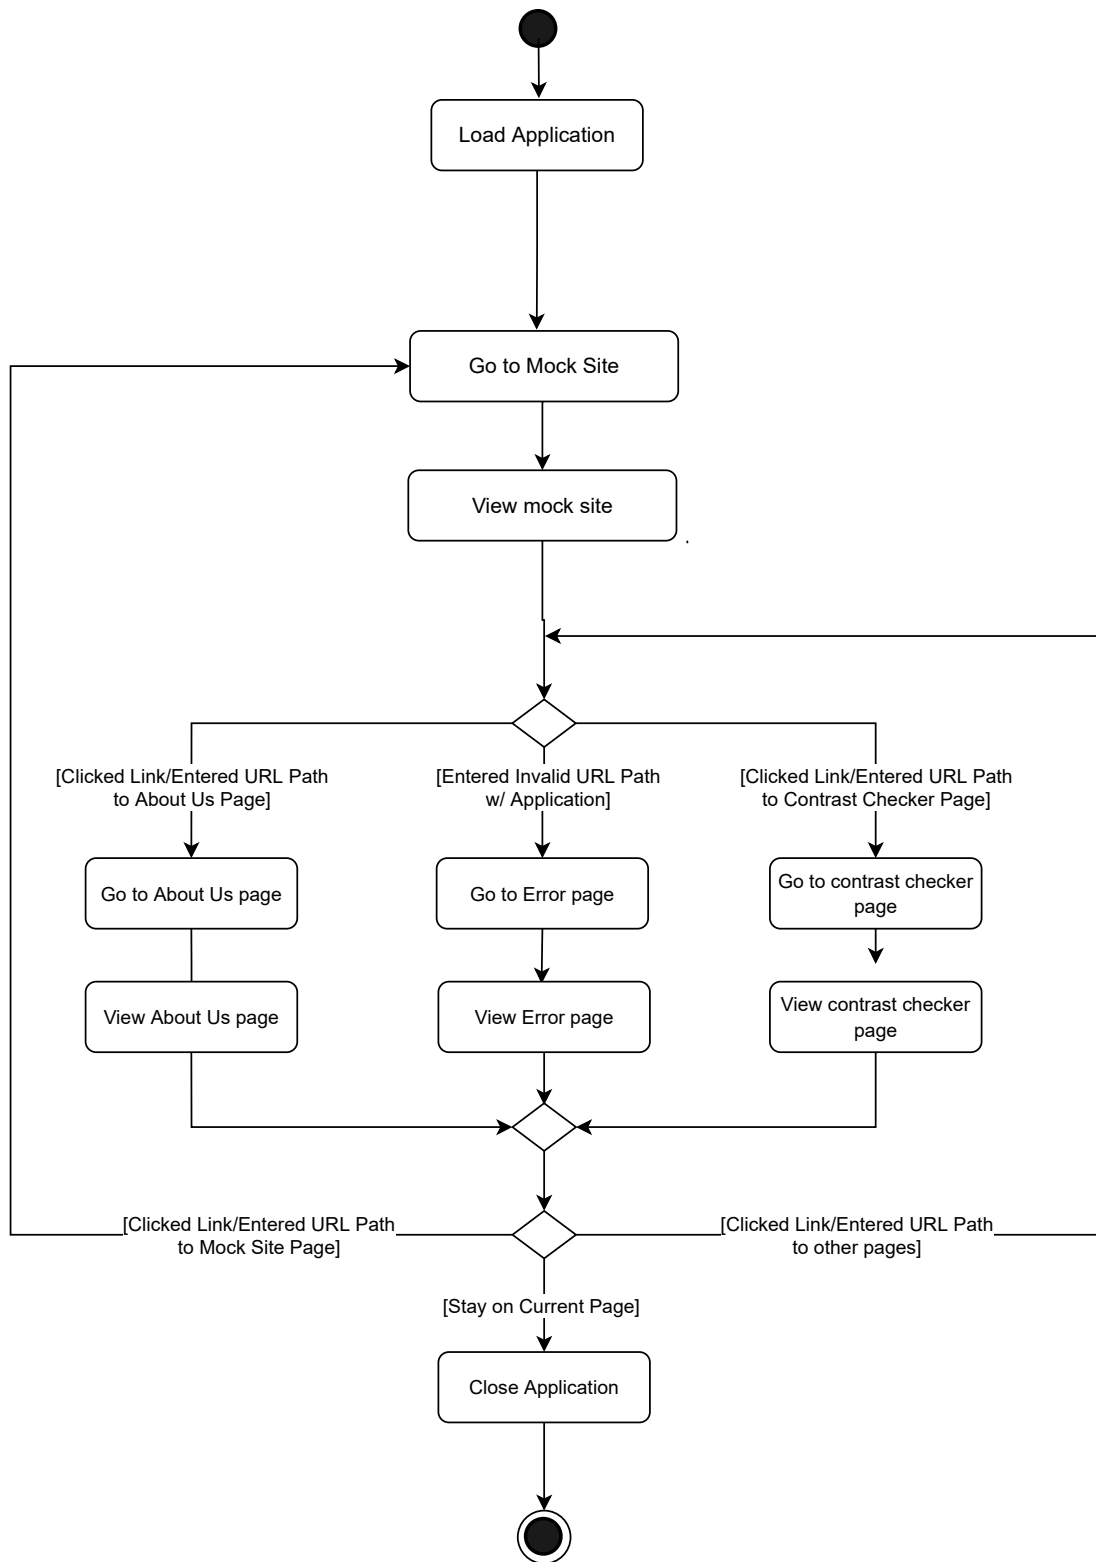 Load Application
Go to Mock Site
View mock site
.
[Clicked Link/Entered URL Path
to About Us Page]
[Entered Invalid URL Path
w/ Application]
[Clicked Link/Entered URL Path
to Contrast Checker Page]
Go to About Us page
Go to Error page
Go to contrast checker
page
View About Us page
View Error page
View contrast checker
page
[Clicked Link/Entered URL Path
to Mock Site Page]
[Clicked Link/Entered URL Path
to other pages]
[Stay on Current Page]
Close Application